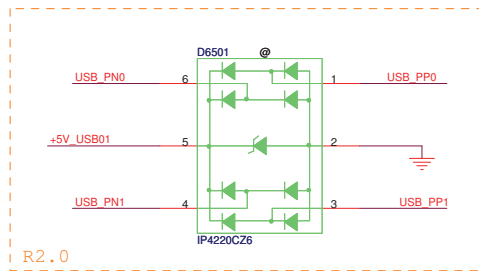 D6501 @
USB_PN0 6 1 USB_PP0
+5V_USB01 5 2
USB_PN1 4 3 USB_PP1
IP4220CZ6
R2.0